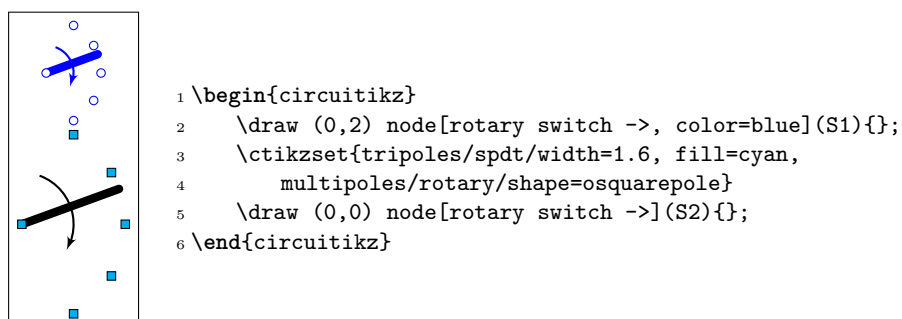 1 \begin{circuitikz}
2 \draw (0,2) node[rotary switch ->, color=blue](S1){};
3 \ctikzset{tripoles/spdt/width=1.6, fill=cyan,
4 multipoles/rotary/shape=osquarepole}
5 \draw (0,0) node[rotary switch ->](S2){};
6 \end{circuitikz}